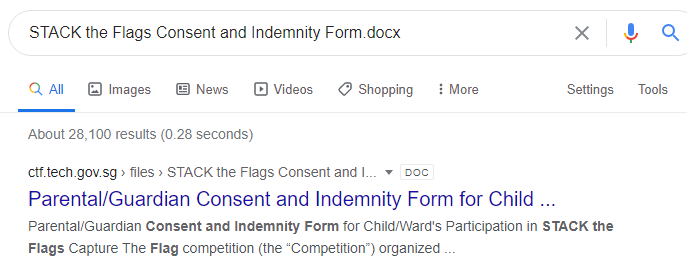 STACK the Flags Consent and Indemnity Form.docx
All Images News Videos Shopping More Settings Tools
About 28,100 results (0.28 seconds)
ctf.tech.gov.sg › files › STACK the Flags Consent and I... DOC
Parental/Guardian Consent and Indemnity Form for Child ...
Parental/Guardian Consent and Indemnity Form for Child/Ward's Participation in STACK the
Flags Capture The Flag competition (the “Competition”) organized ...